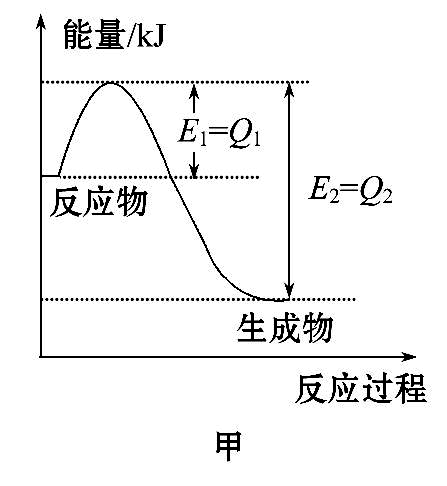 能量/kJ
E₁=Q₁
反应物
E₂=Q₂
生成物
反应过程
甲